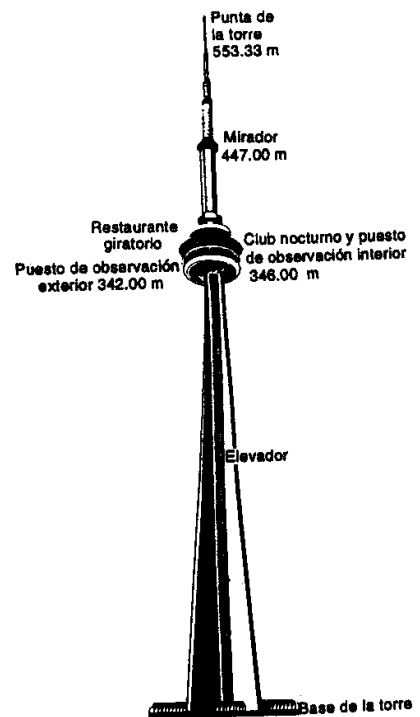 Punta de
la torre
553.33 m
Mirador
447.00 m
Restaurante
giratorio
Club nocturno y puesto
de observación interior
346.00 m
Puesto de observación
exterior 342.00 m
Elevador
Base de la torre